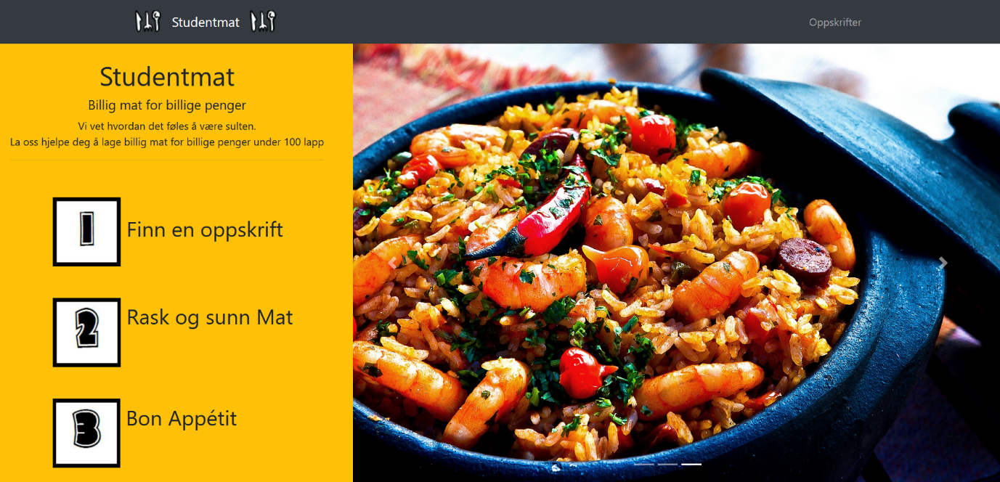 Studentmat
Oppskrifter
Studentmat
Billig mat for billige penger
Vi vet hvordan det føles å være sulten.
La oss hjelpe deg å lage billig mat for billige penger under 100 lapp
1
Finn en oppskrift
2
Rask og sunn Mat
3
Bon Appétit